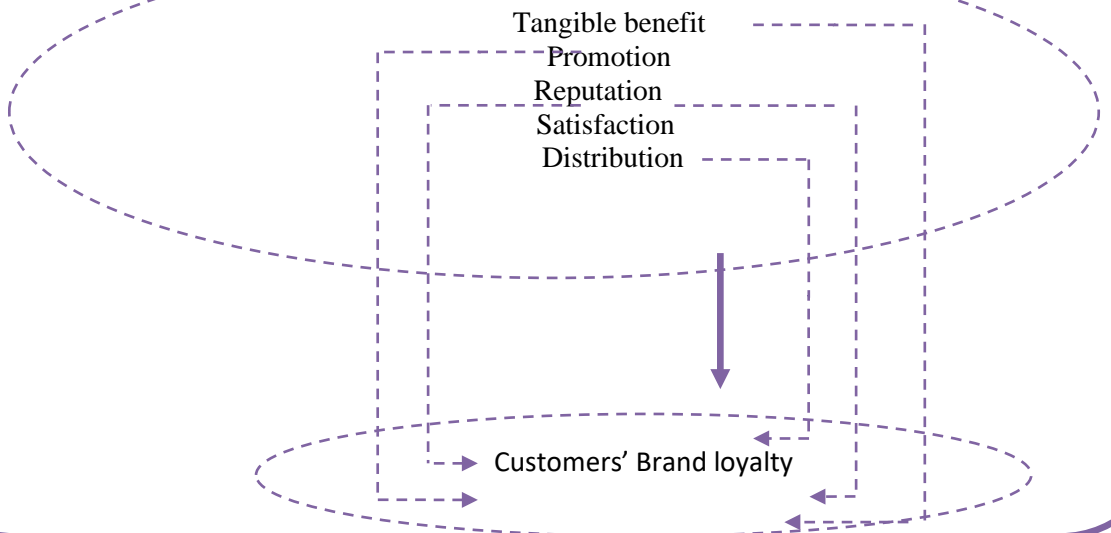 Tangible benefit
Promotion
Reputation
Satisfaction
Distribution
Customers’ Brand loyalty